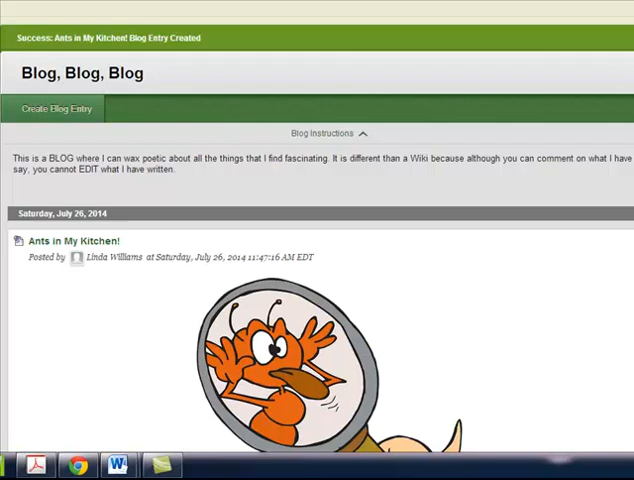 Success: Ants in My Kitchen! Blog Entry Created
Blog, Blog, Blog
Create Blog Entry
Blog Instructions
This is a BLOG where I can wax poetic about all the things that I find fascinating. It is different than a Wiki because although you can comment on what I have
say, you cannot EDIT what I have written.
Saturday, July 26, 2014
Ants in My Kitchen!
Posted by Linda Williams at Saturday, July 26, 2014 11:47:16 AM EDT